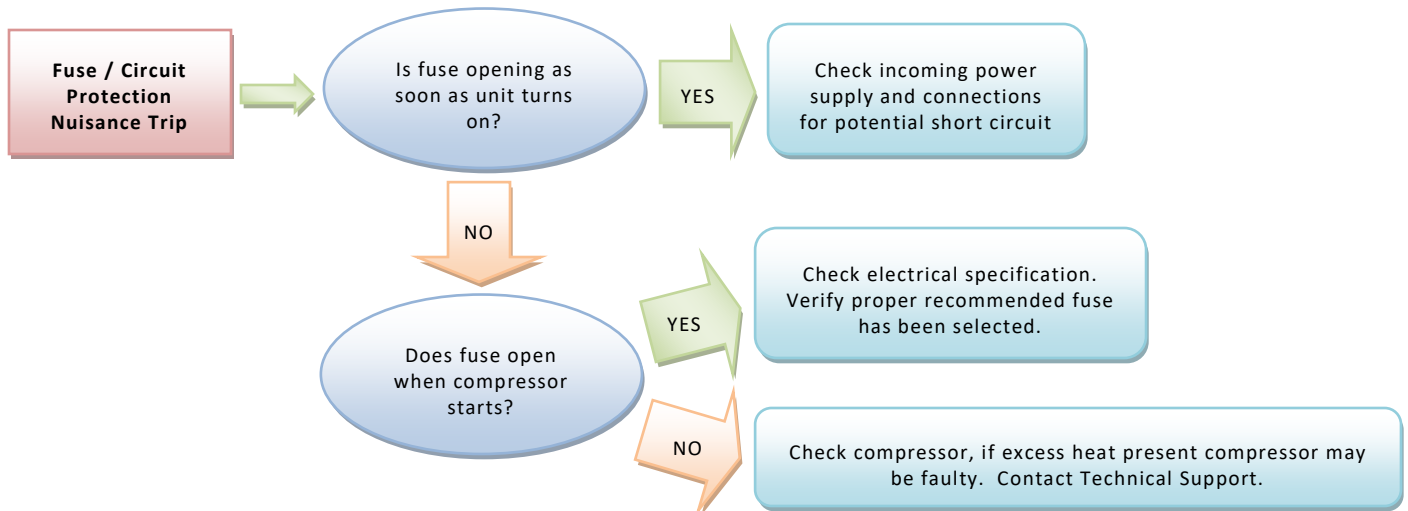 Fuse / Circuit
Protection
Nuisance Trip
Is fuse opening as
soon as unit turns
on?
YES
Check incoming power
supply and connections
for potential short circuit
NO
Does fuse open
when compressor
starts?
YES
Check electrical specification.
Verify proper recommended fuse
has been selected.
NO
Check compressor, if excess heat present compressor may
be faulty.  Contact Technical Support.